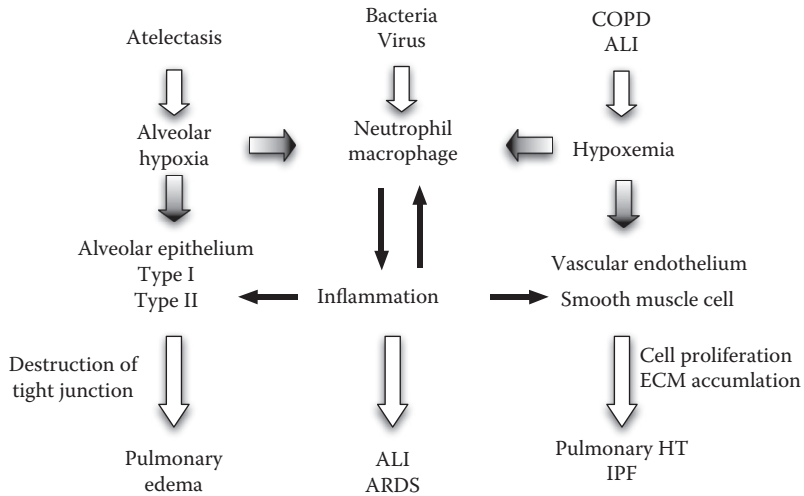 Atelectasis
Bacteria
Virus
COPD
ALI
Alveolar
hypoxia
Neutrophil
macrophage
Hypoxemia
Alveolar epithelium
Type I
Type II
Inflammation
Vascular endothelium
Smooth muscle cell
Destruction of
tight junction
Cell proliferation
ECM accumlation
Pulmonary
edema
ALI
ARDS
Pulmonary HT
IPF